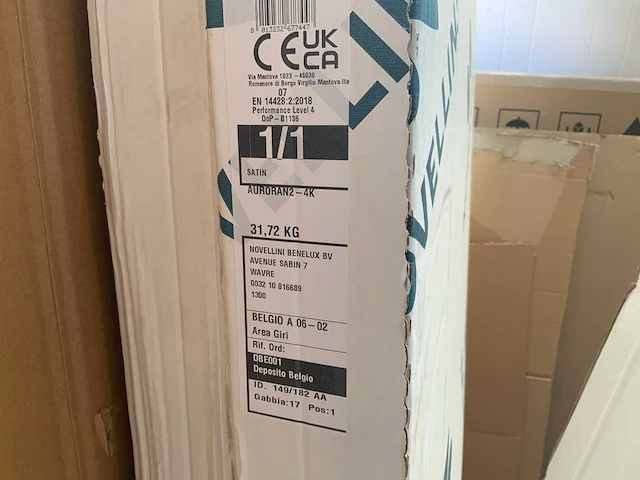 8 013232 677447
CE UK
CA
Via Mantova 1023 -46030
Romanore di Borgo Virgilio Mantova Ita
07
EN 14428:2:2018
Performance Level 4
DoP-B1136
1/1
SATIN
AURORAN2-4K
31,72 KG
NOVELLINI BENELUX BV
AVENUE SABIN 7
WAVRE
0032 10 816689
1300
BELGIO A 06-02
Area Giri
Rif. Ord:
DBE001
Deposito Belgio
ID. 149/182 AA
Gabbia:17 Pos:1